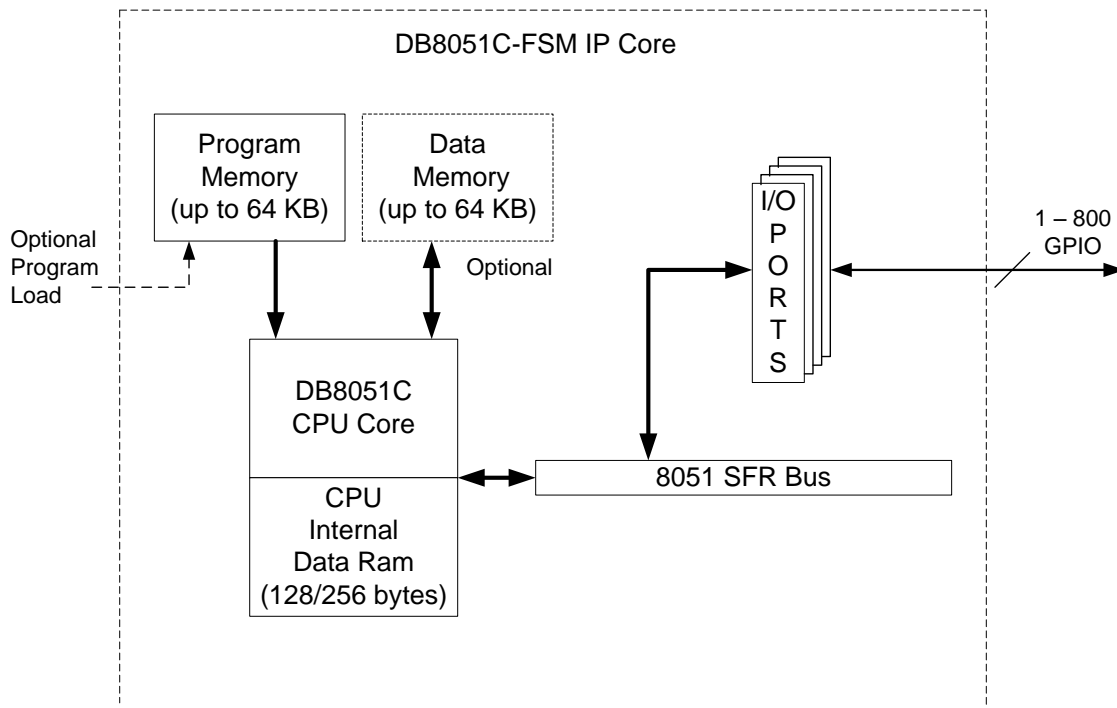 DB8051C-FSM IP Core
Program
Memory
(up to 64 KB)
Data
Memory
(up to 64 KB)
Optional
Program
Load
Optional
I/O
P
O
R
T
S
1 – 800
GPIO
DB8051C
CPU Core
8051 SFR Bus
CPU
Internal
Data Ram
(128/256 bytes)